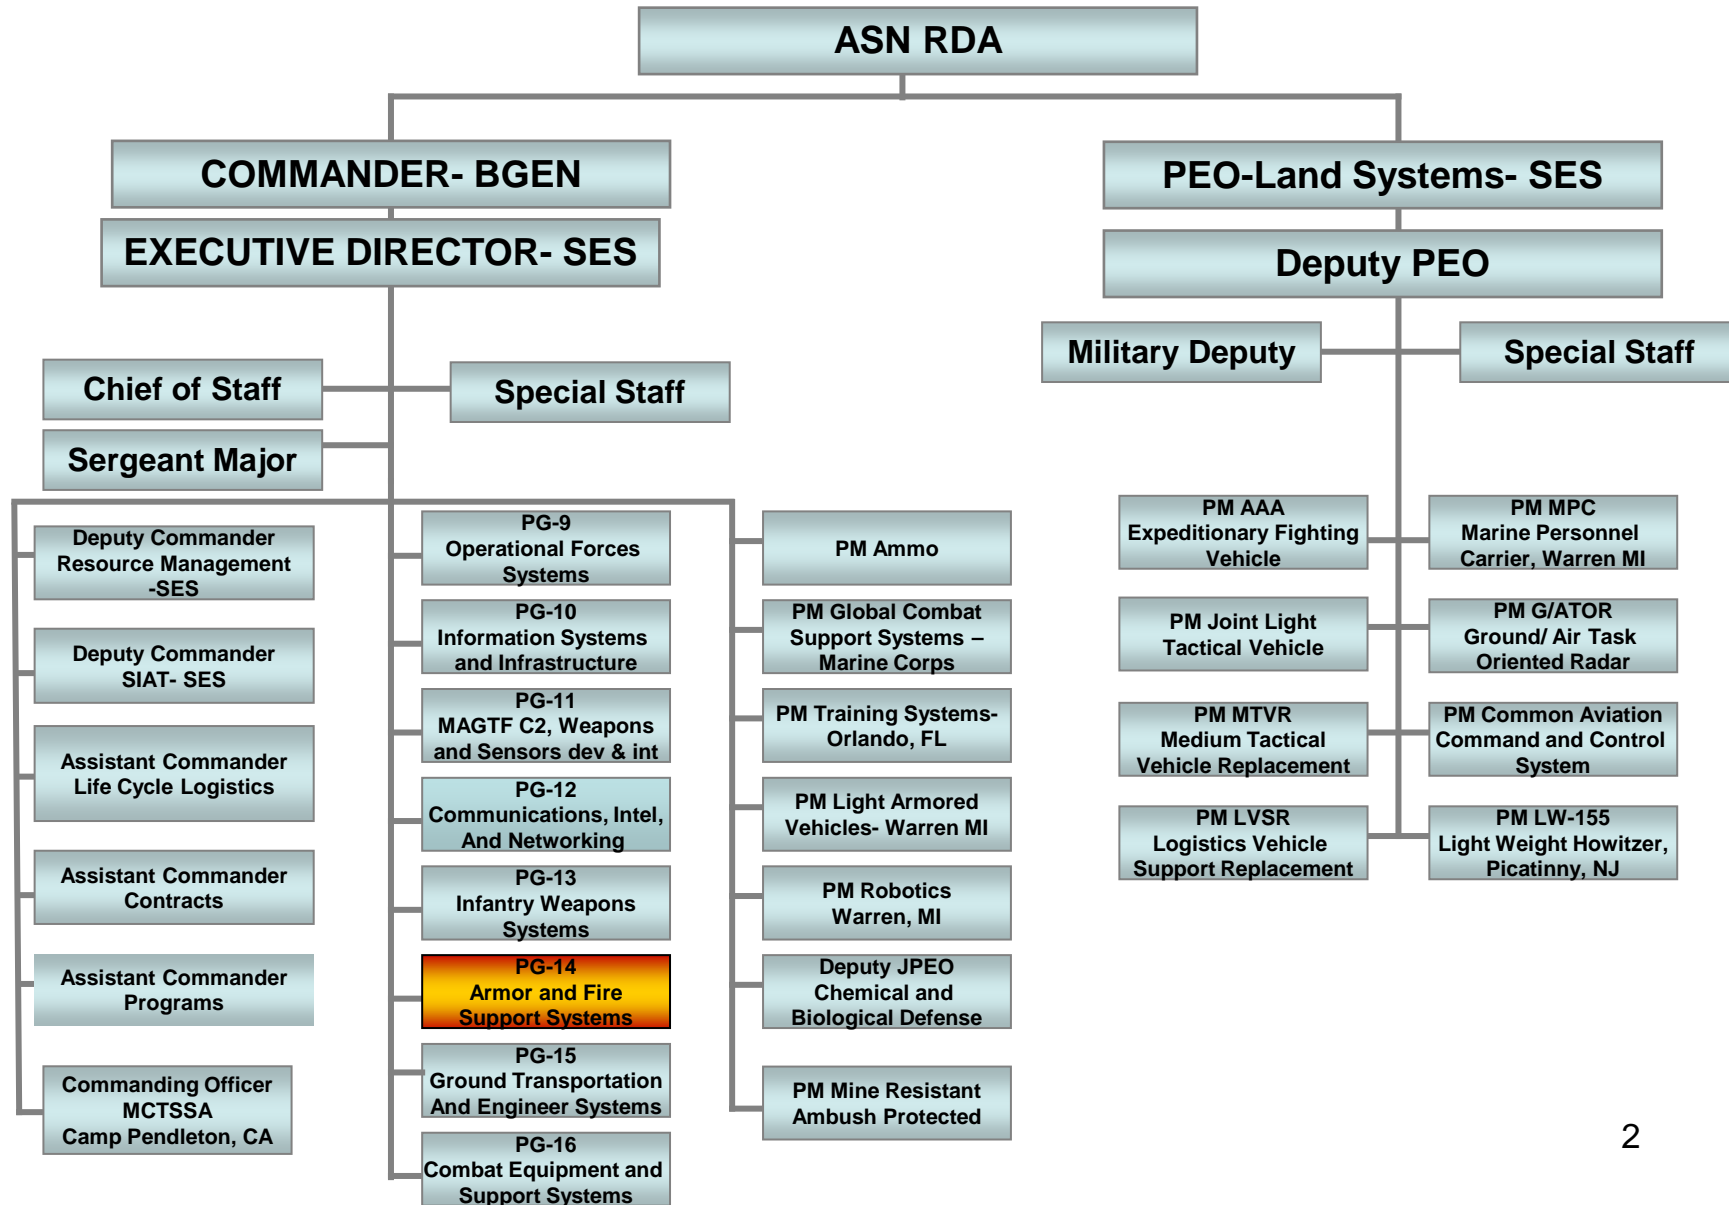 ASN RDA
COMMANDER- BGEN
EXECUTIVE DIRECTOR- SES
Chief of Staff
Special Staff
Sergeant Major
Deputy Commander
Resource Management
-SES
Deputy Commander
SIAT- SES
Assistant Commander
Life Cycle Logistics
Assistant Commander
Contracts
Assistant Commander
Programs
Commanding Officer
MCTSSA
Camp Pendleton, CA
PG-9
Operational Forces
Systems
PG-10
Information Systems
and Infrastructure
PG-11
MAGTF C2, Weapons
and Sensors dev & int
PG-12
Communications, Intel,
And Networking
PG-13
Infantry Weapons
Systems
PG-14
Armor and Fire
Support Systems
PG-15
Ground Transportation
And Engineer Systems
PG-16
Combat Equipment and
Support Systems
PM Ammo
PM Global Combat
Support Systems –
Marine Corps
PM Training Systems-
Orlando, FL
PM Light Armored
Vehicles- Warren MI
PM Robotics
Warren, MI
Deputy JPEO
Chemical and
Biological Defense
PM Mine Resistant
Ambush Protected
PEO-Land Systems- SES
Deputy PEO
Military Deputy
Special Staff
PM AAA
Expeditionary Fighting
Vehicle
PM Joint Light
Tactical Vehicle
PM MTVR
Medium Tactical
Vehicle Replacement
PM LVSR
Logistics Vehicle
Support Replacement
PM MPC
Marine Personnel
Carrier, Warren MI
PM G/ATOR
Ground/ Air Task
Oriented Radar
PM Common Aviation
Command and Control
System
PM LW-155
Light Weight Howitzer,
Picatinny, NJ
2